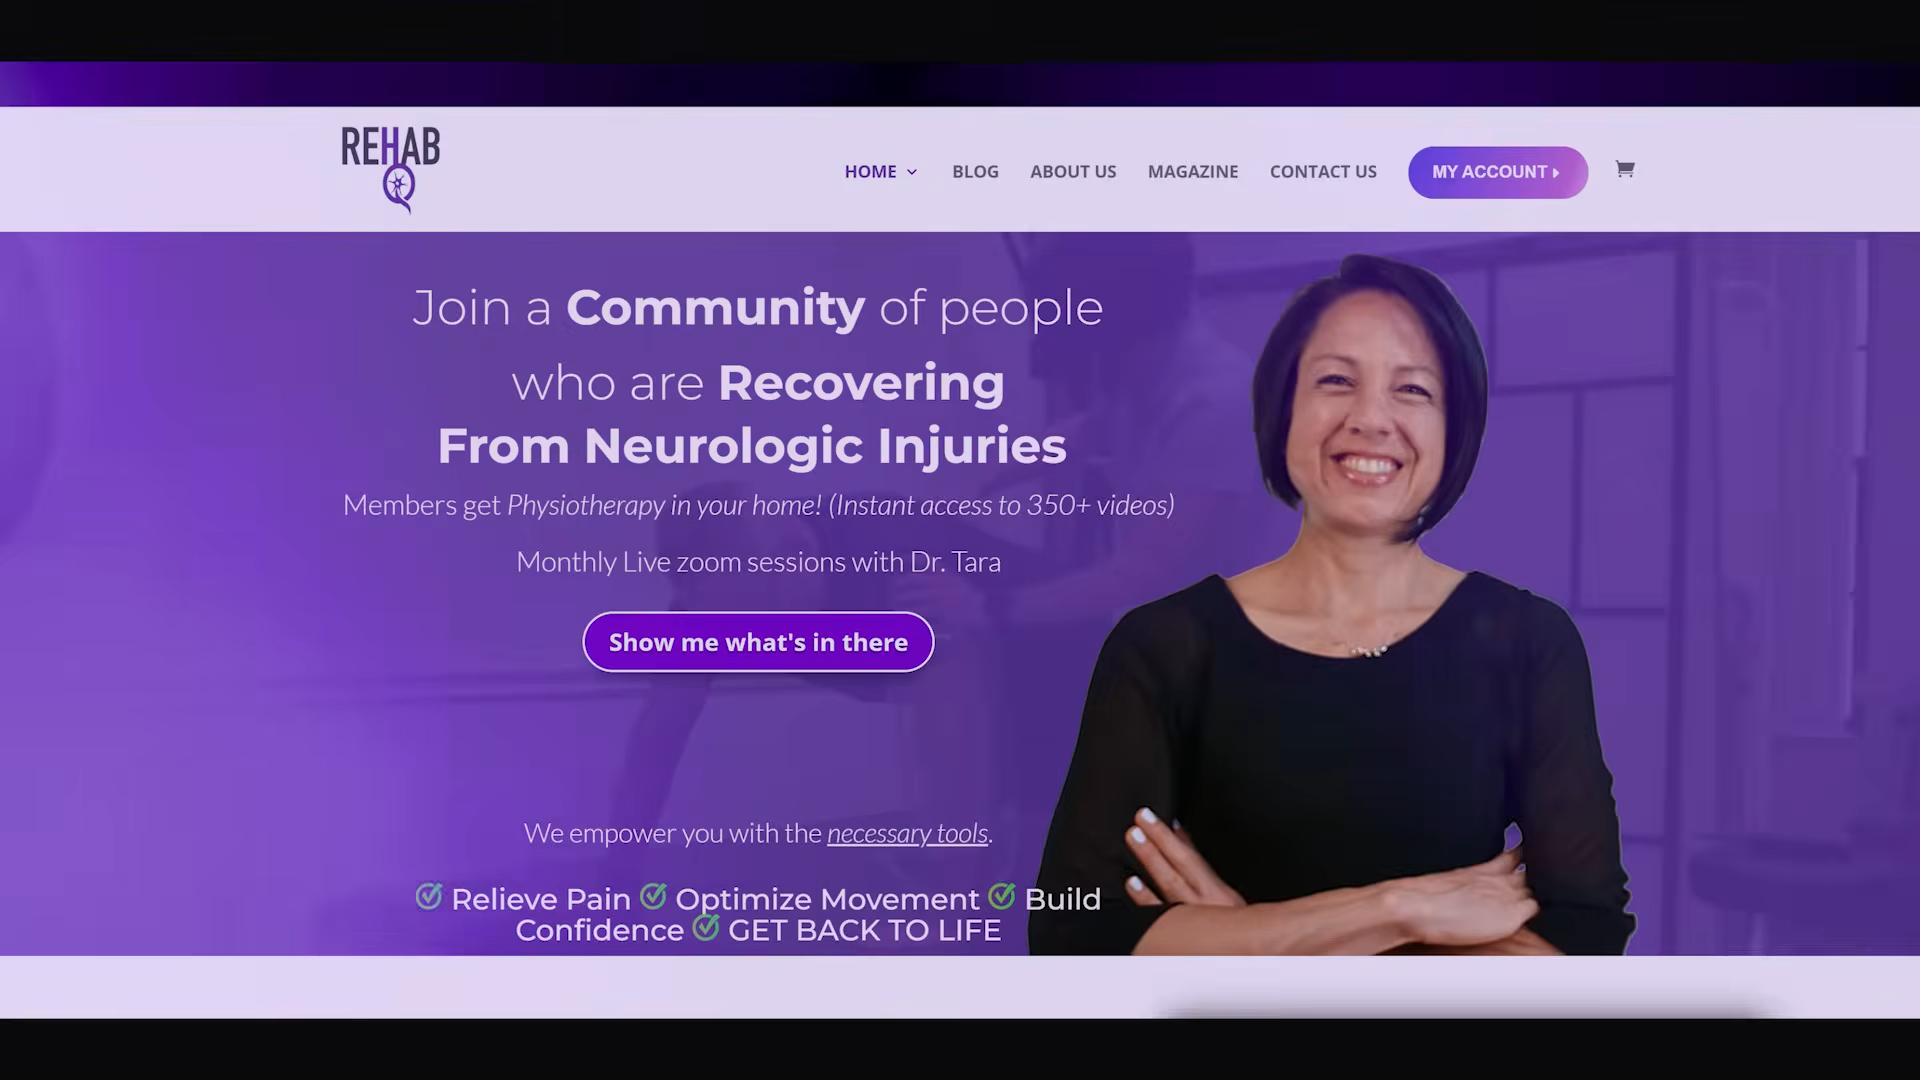 REHAB
HOME
BLOG
ABOUT US
MAGAZINE
CONTACT US
MY ACCOUNT
Join a Community of people
who are Recovering
From Neurologic Injuries
Members get Physiotherapy in your home! (Instant access to 350+ videos)
Monthly Live zoom sessions with Dr. Tara
Show me what's in there
We empower you with the necessary tools.
Relieve Pain Optimize Movement Build
Confidence GET BACK TO LIFE